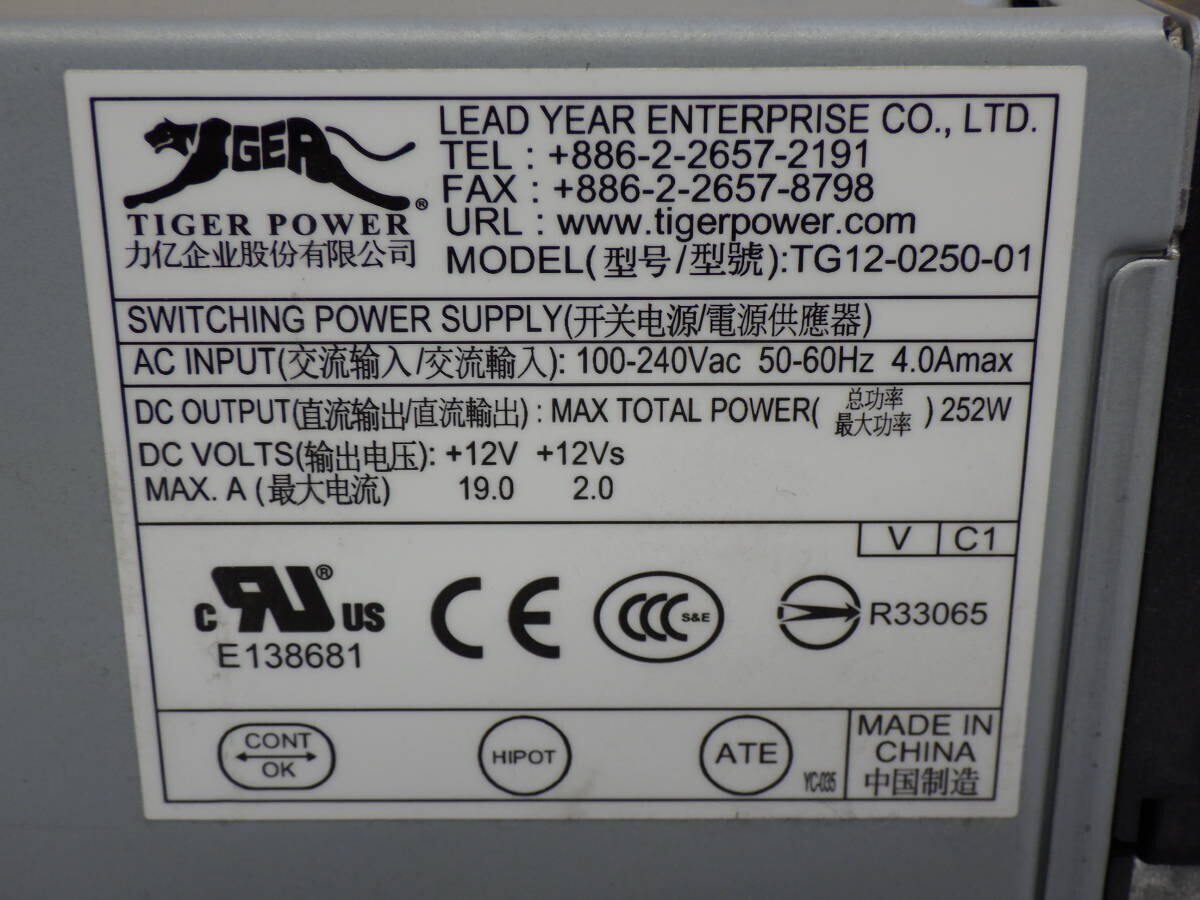 TIGER
TIGER POWER®
力亿企业股份有限公司
LEAD YEAR ENTERPRISE CO., LTD.
TEL : +886-2-2657-2191
FAX : +886-2-2657-8798
URL : www.tigerpower.com
MODEL(型号/型號):TG12-0250-01
SWITCHING POWER SUPPLY(开关电源/電源供應器)
AC INPUT(交流输入/交流輸入): 100-240Vac 50-60Hz 4.0Amax
DC OUTPUT(直流输出/直流輸出) : MAX TOTAL POWER( 总功率 最大功率 ) 252W
DC VOLTS(输出电压): +12V +12Vs
MAX. A (最大电流) 19.0 2.0
V C1
c RU® US
E138681
CE
CCC S&E
R33065
CONT
OK
HIPOT
ATE
YC-035
MADE IN
CHINA
中国制造